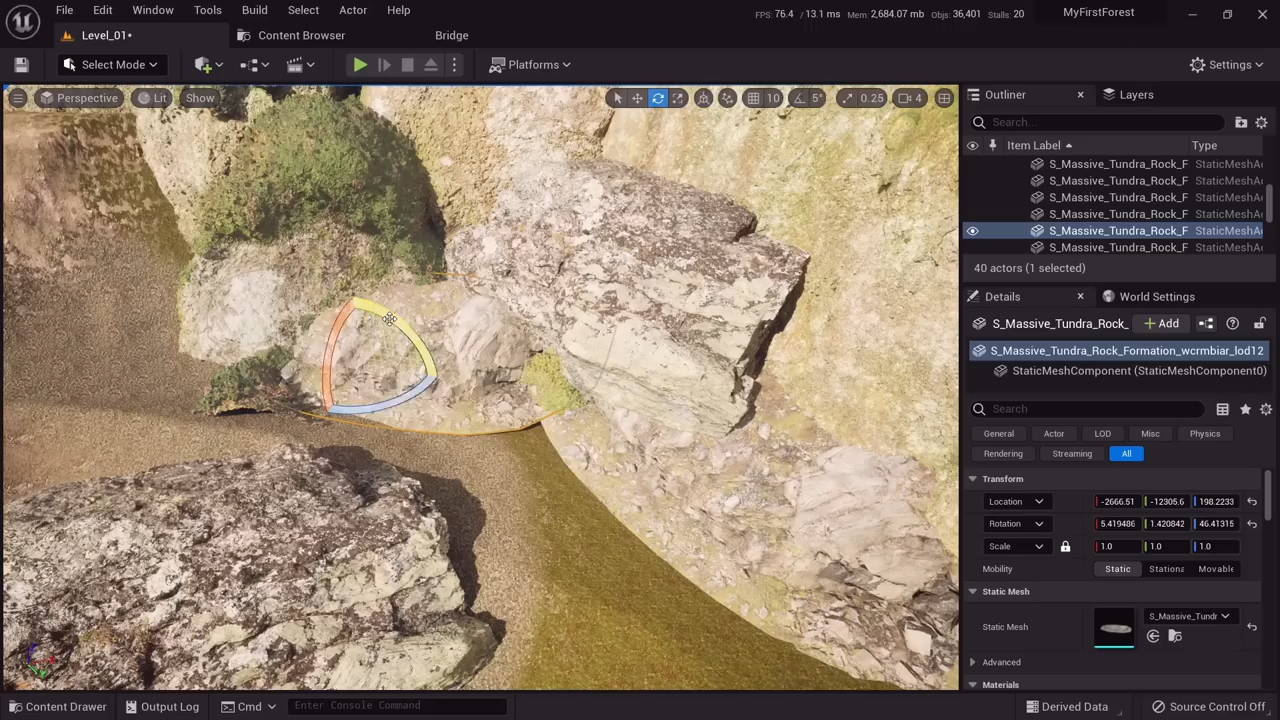 File Edit Window Tools Build Select Actor Help
FPS: 76.4 / 13.1 ms Mem: 2,684.07 mb Objs: 36,401 Stalls: 20
MyFirstForest
Level_01•
Content Browser
Bridge
Select Mode
Platforms
Settings
Perspective
Lit
Show
10
5°
0.25
4
Outliner
Layers
Search...
Item Label
Type
S_Massive_Tundra_Rock_F StaticMeshA
S_Massive_Tundra_Rock_F StaticMeshA
S_Massive_Tundra_Rock_F StaticMeshA
S_Massive_Tundra_Rock_F StaticMeshA
S_Massive_Tundra_Rock_F StaticMeshA
S_Massive_Tundra_Rock_F StaticMeshA
40 actors (1 selected)
Details
World Settings
S_Massive_Tundra_Rock_
Add
S_Massive_Tundra_Rock_Formation_wcrmbiar_lod12
StaticMeshComponent (StaticMeshComponent0)
Search
General Actor LOD Misc Physics
Rendering Streaming All
Transform
Location -2666.51 -12305.6 198.2233
Rotation 5.419486 1.420842 46.41315
Scale 1.0 1.0 1.0
Mobility Static Stationa Movable
Static Mesh
Static Mesh S_Massive_Tundr
Advanced
Materials
Content Drawer
Output Log
Cmd
Enter Console Command
Derived Data
Source Control Off